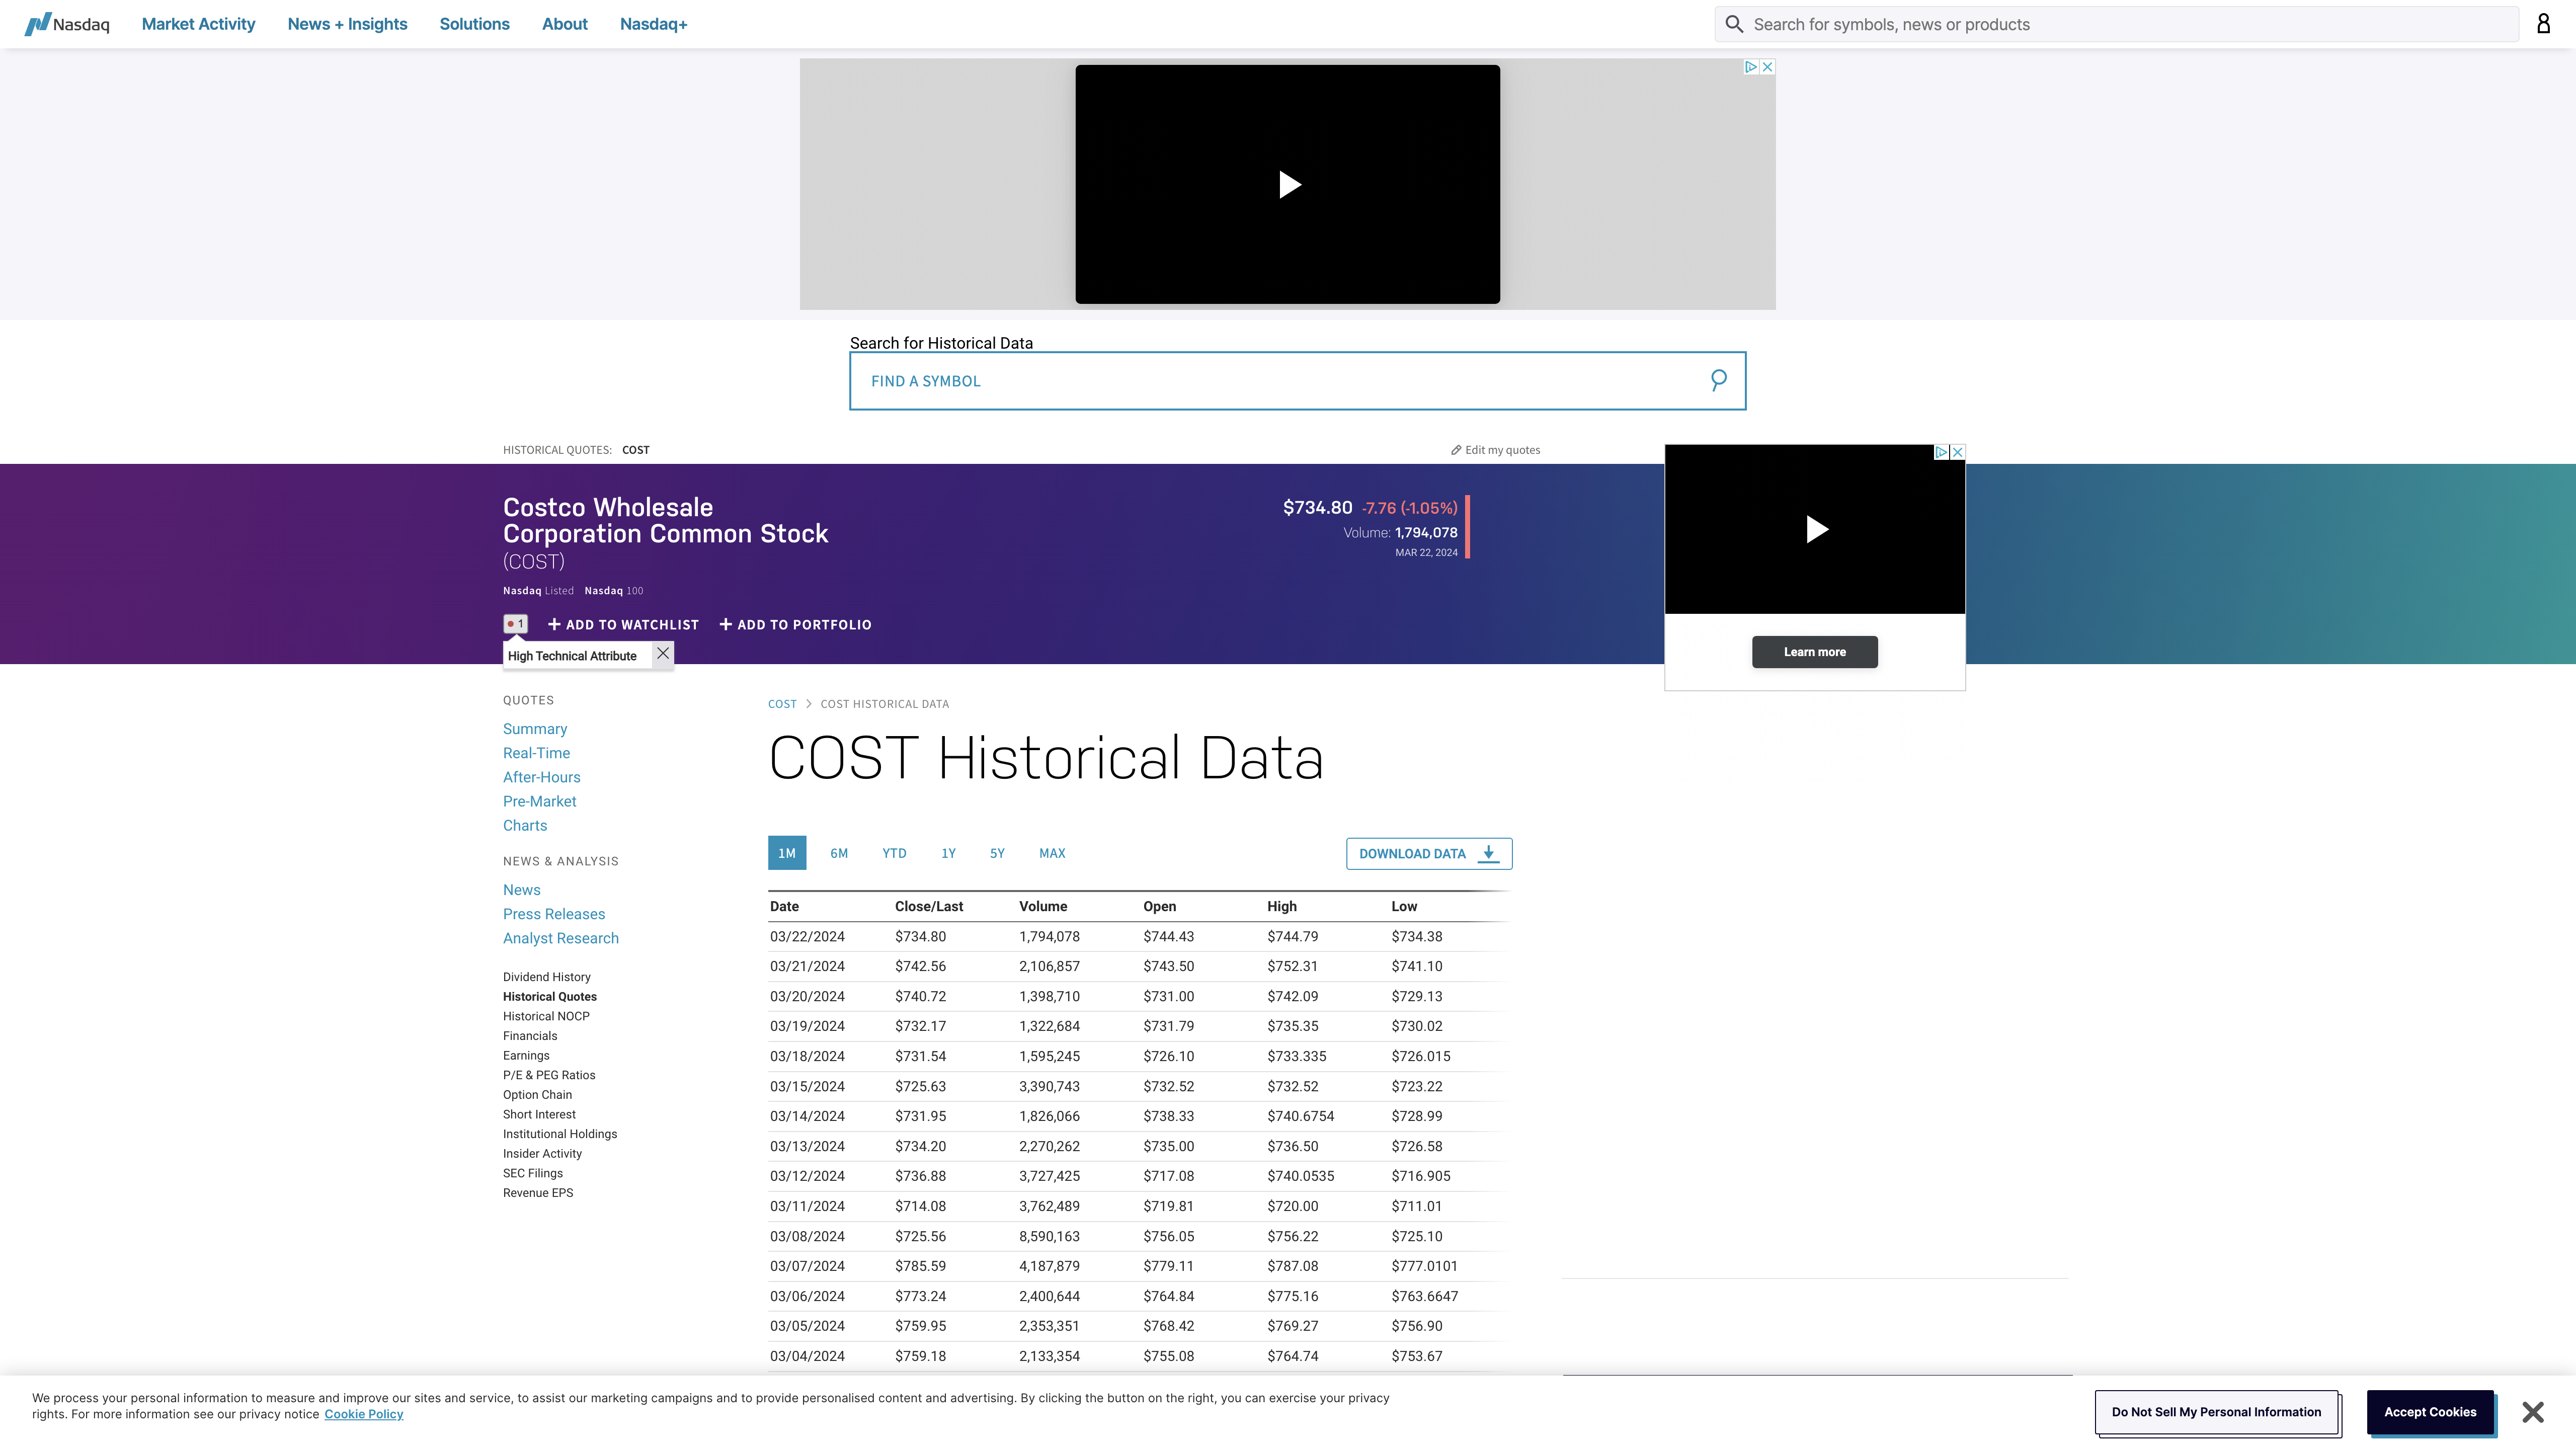 Nasdaq
Market Activity
News + Insights
Solutions
About
Nasdaq+
Search for symbols, news or products
Search for Historical Data
FIND A SYMBOL
HISTORICAL QUOTES: COST
Edit my quotes
Costco Wholesale
Corporation Common Stock
(COST)
Nasdaq Listed Nasdaq 100
$734.80 -7.76 (-1.05%)
Volume: 1,794,078
MAR 22, 2024
1
ADD TO WATCHLIST
ADD TO PORTFOLIO
High Technical Attribute
Learn more
QUOTES
Summary
Real-Time
After-Hours
Pre-Market
Charts
NEWS & ANALYSIS
News
Press Releases
Analyst Research
Dividend History
Historical Quotes
Historical NOCP
Financials
Earnings
P/E & PEG Ratios
Option Chain
Short Interest
Institutional Holdings
Insider Activity
SEC Filings
Revenue EPS
COST > COST HISTORICAL DATA
COST Historical Data
1M 6M YTD 1Y 5Y MAX
DOWNLOAD DATA
Date Close/Last Volume Open High Low
03/22/2024 $734.80 1,794,078 $744.43 $744.79 $734.38
03/21/2024 $742.56 2,106,857 $743.50 $752.31 $741.10
03/20/2024 $740.72 1,398,710 $731.00 $742.09 $729.13
03/19/2024 $732.17 1,322,684 $731.79 $735.35 $730.02
03/18/2024 $731.54 1,595,245 $726.10 $733.335 $726.015
03/15/2024 $725.63 3,390,743 $732.52 $732.52 $723.22
03/14/2024 $731.95 1,826,066 $738.33 $740.6754 $728.99
03/13/2024 $734.20 2,270,262 $735.00 $736.50 $726.58
03/12/2024 $736.88 3,727,425 $717.08 $740.0535 $716.905
03/11/2024 $714.08 3,762,489 $719.81 $720.00 $711.01
03/08/2024 $725.56 8,590,163 $756.05 $756.22 $725.10
03/07/2024 $785.59 4,187,879 $779.11 $787.08 $777.0101
03/06/2024 $773.24 2,400,644 $764.84 $775.16 $763.6647
03/05/2024 $759.95 2,353,351 $768.42 $769.27 $756.90
03/04/2024 $759.18 2,133,354 $755.08 $764.74 $753.67
We process your personal information to measure and improve our sites and service, to assist our marketing campaigns and to provide personalised content and advertising. By clicking the button on the right, you can exercise your privacy
rights. For more information see our privacy notice Cookie Policy
Do Not Sell My Personal Information
Accept Cookies